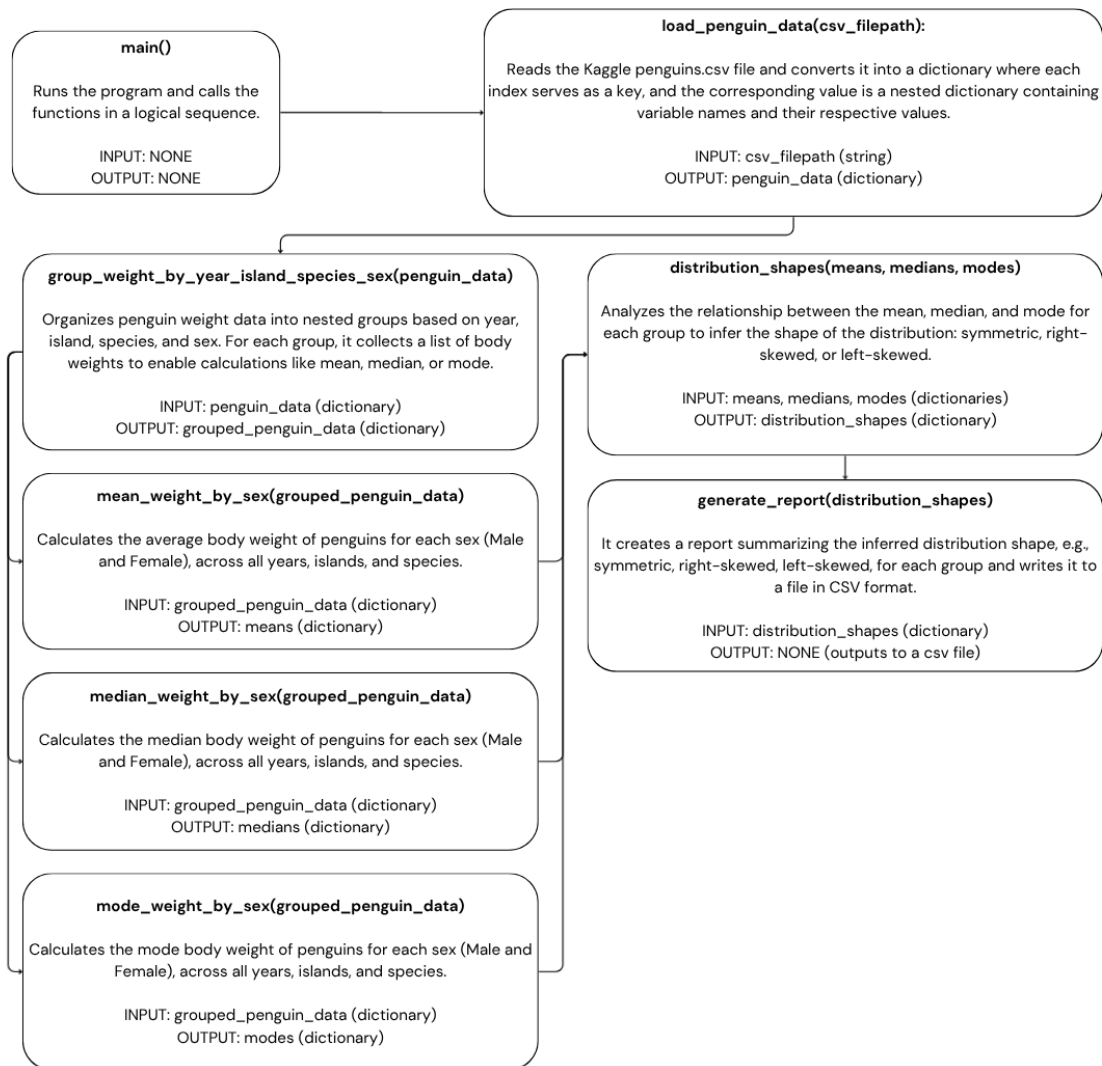 main()
Runs the program and calls the
functions in a logical sequence.
INPUT: NONE
OUTPUT: NONE
load_penguin_data(csv_filepath):
Reads the Kaggle penguins.csv file and converts it into a dictionary where each
index serves as a key, and the corresponding value is a nested dictionary containing
variable names and their respective values.
INPUT: csv_filepath (string)
OUTPUT: penguin_data (dictionary)
group_weight_by_year_island_species_sex(penguin_data)
Organizes penguin weight data into nested groups based on year,
island, species, and sex. For each group, it collects a list of body
weights to enable calculations like mean, median, or mode.
INPUT: penguin_data (dictionary)
OUTPUT: grouped_penguin_data (dictionary)
mean_weight_by_sex(grouped_penguin_data)
Calculates the average body weight of penguins for each sex (Male
and Female), across all years, islands, and species.
INPUT: grouped_penguin_data (dictionary)
OUTPUT: means (dictionary)
median_weight_by_sex(grouped_penguin_data)
Calculates the median body weight of penguins for each sex (Male
and Female), across all years, islands, and species.
INPUT: grouped_penguin_data (dictionary)
OUTPUT: medians (dictionary)
mode_weight_by_sex(grouped_penguin_data)
Calculates the mode body weight of penguins for each sex (Male and
Female), across all years, islands, and species.
INPUT: grouped_penguin_data (dictionary)
OUTPUT: modes (dictionary)
distribution_shapes(means, medians, modes)
Analyzes the relationship between the mean, median, and mode for
each group to infer the shape of the distribution: symmetric, right-
skewed, or left-skewed.
INPUT: means, medians, modes (dictionaries)
OUTPUT: distribution_shapes (dictionary)
generate_report(distribution_shapes)
It creates a report summarizing the inferred distribution shape, e.g.,
symmetric, right-skewed, left-skewed, for each group and writes it to
a file in CSV format.
INPUT: distribution_shapes (dictionary)
OUTPUT: NONE (outputs to a csv file)